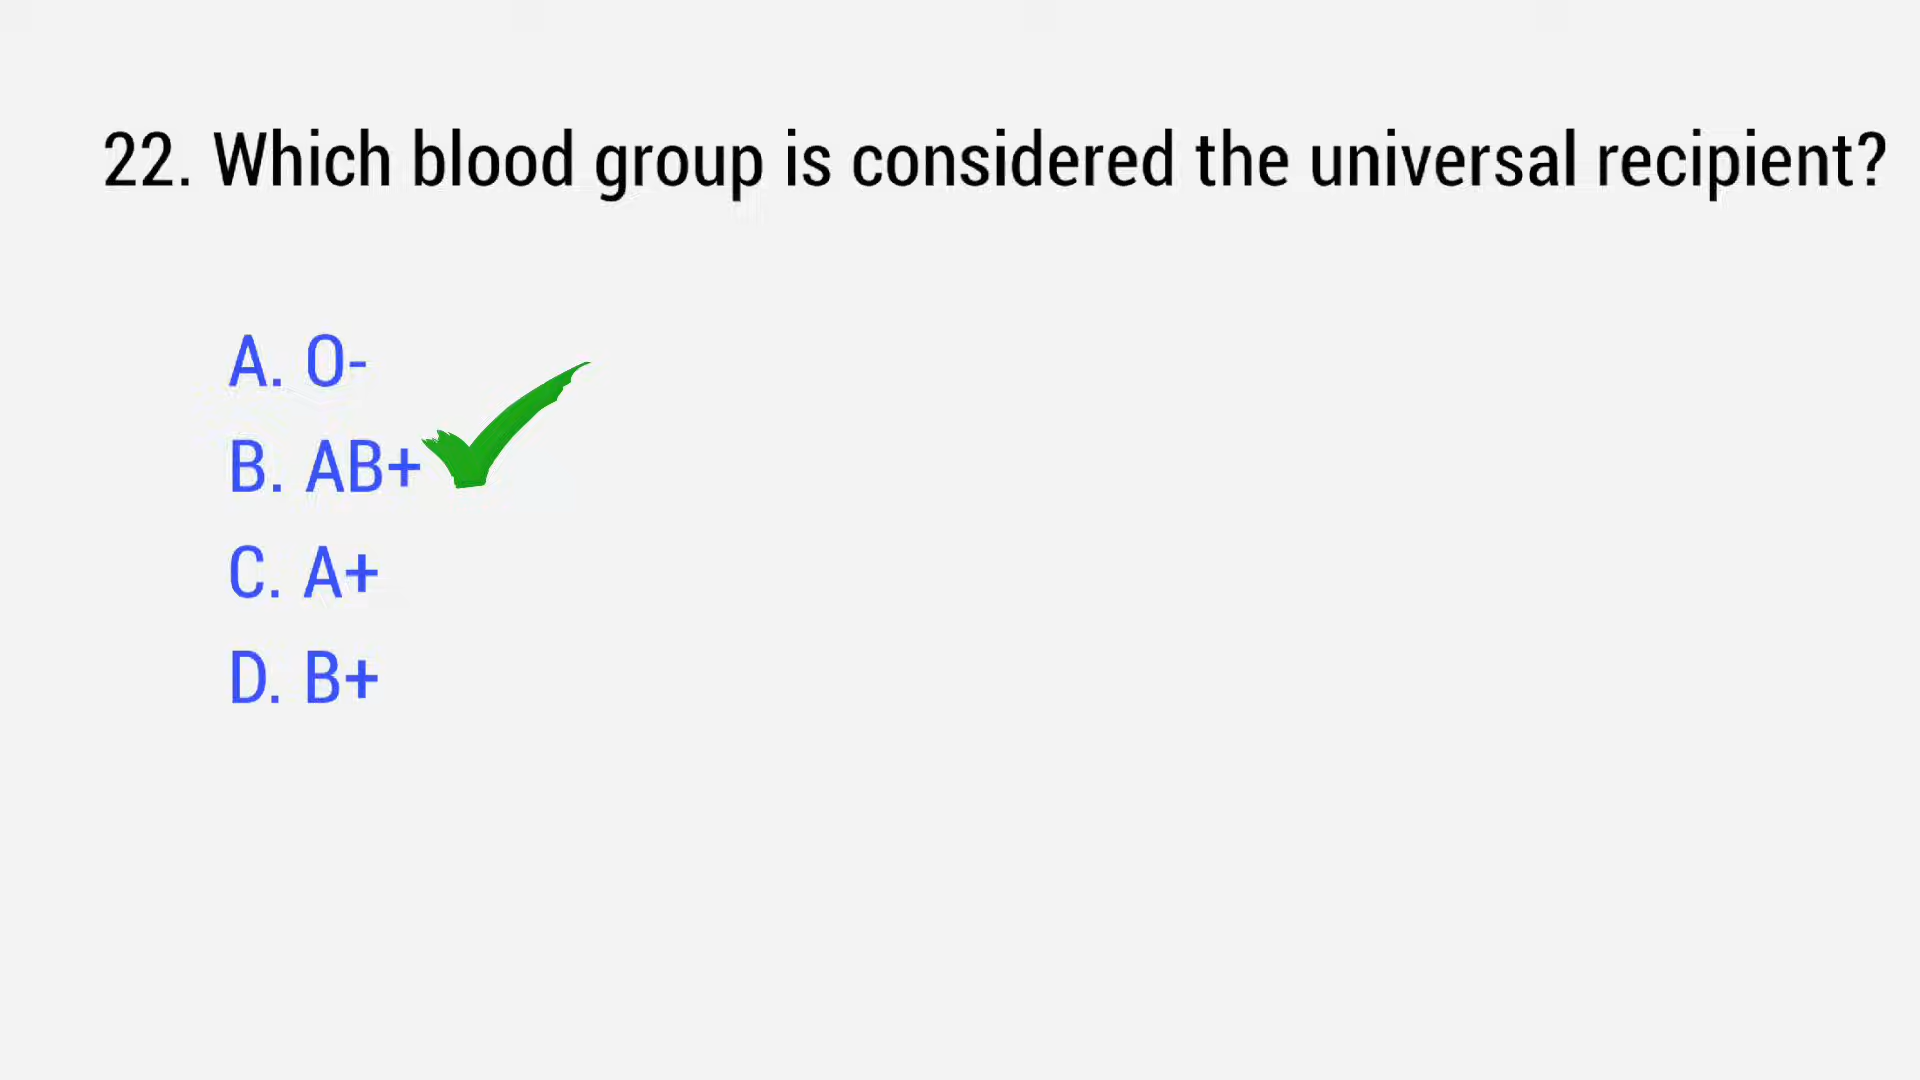 22. Which blood group is considered the universal recipient?
A. O-
B. AB+
C. A+
D. B+